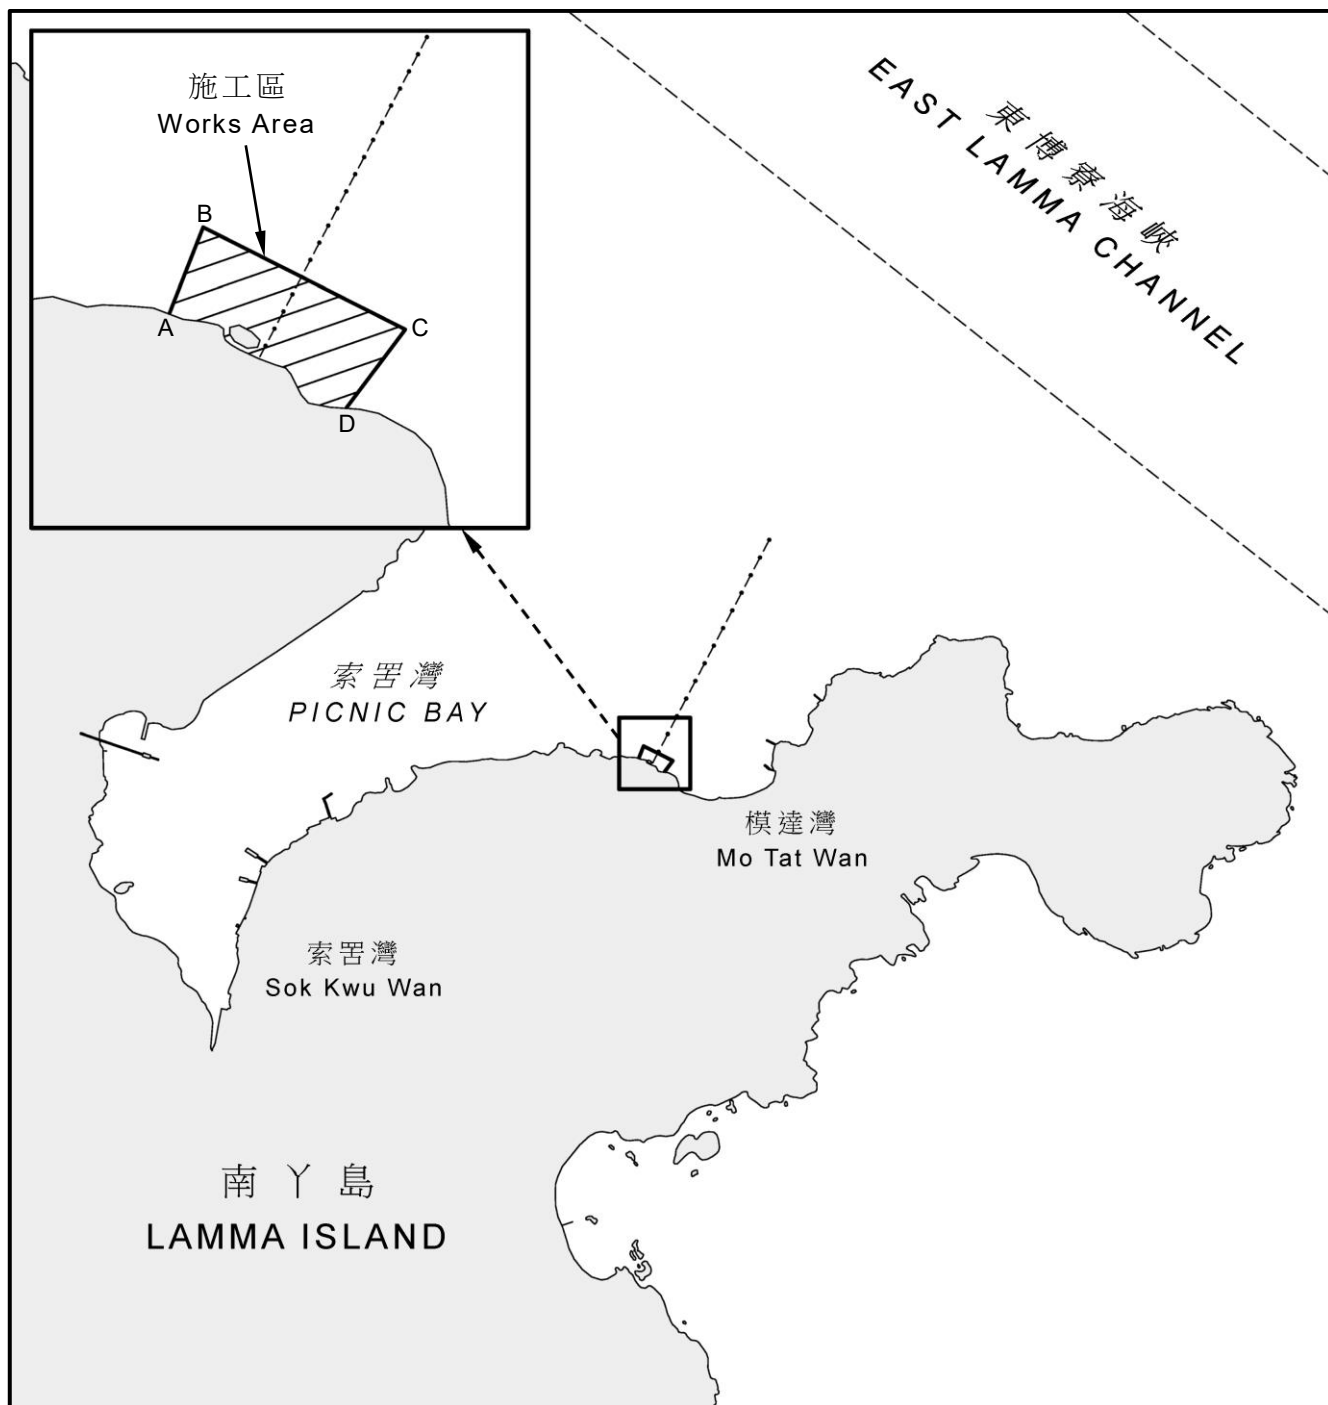 施工區
Works Area
B
A
C
D
東博寮海峽
EAST LAMMA CHANNEL
索罟灣
PICNIC BAY
模達灣
Mo Tat Wan
索罟灣
Sok Kwu Wan
南丫島
LAMMA ISLAND